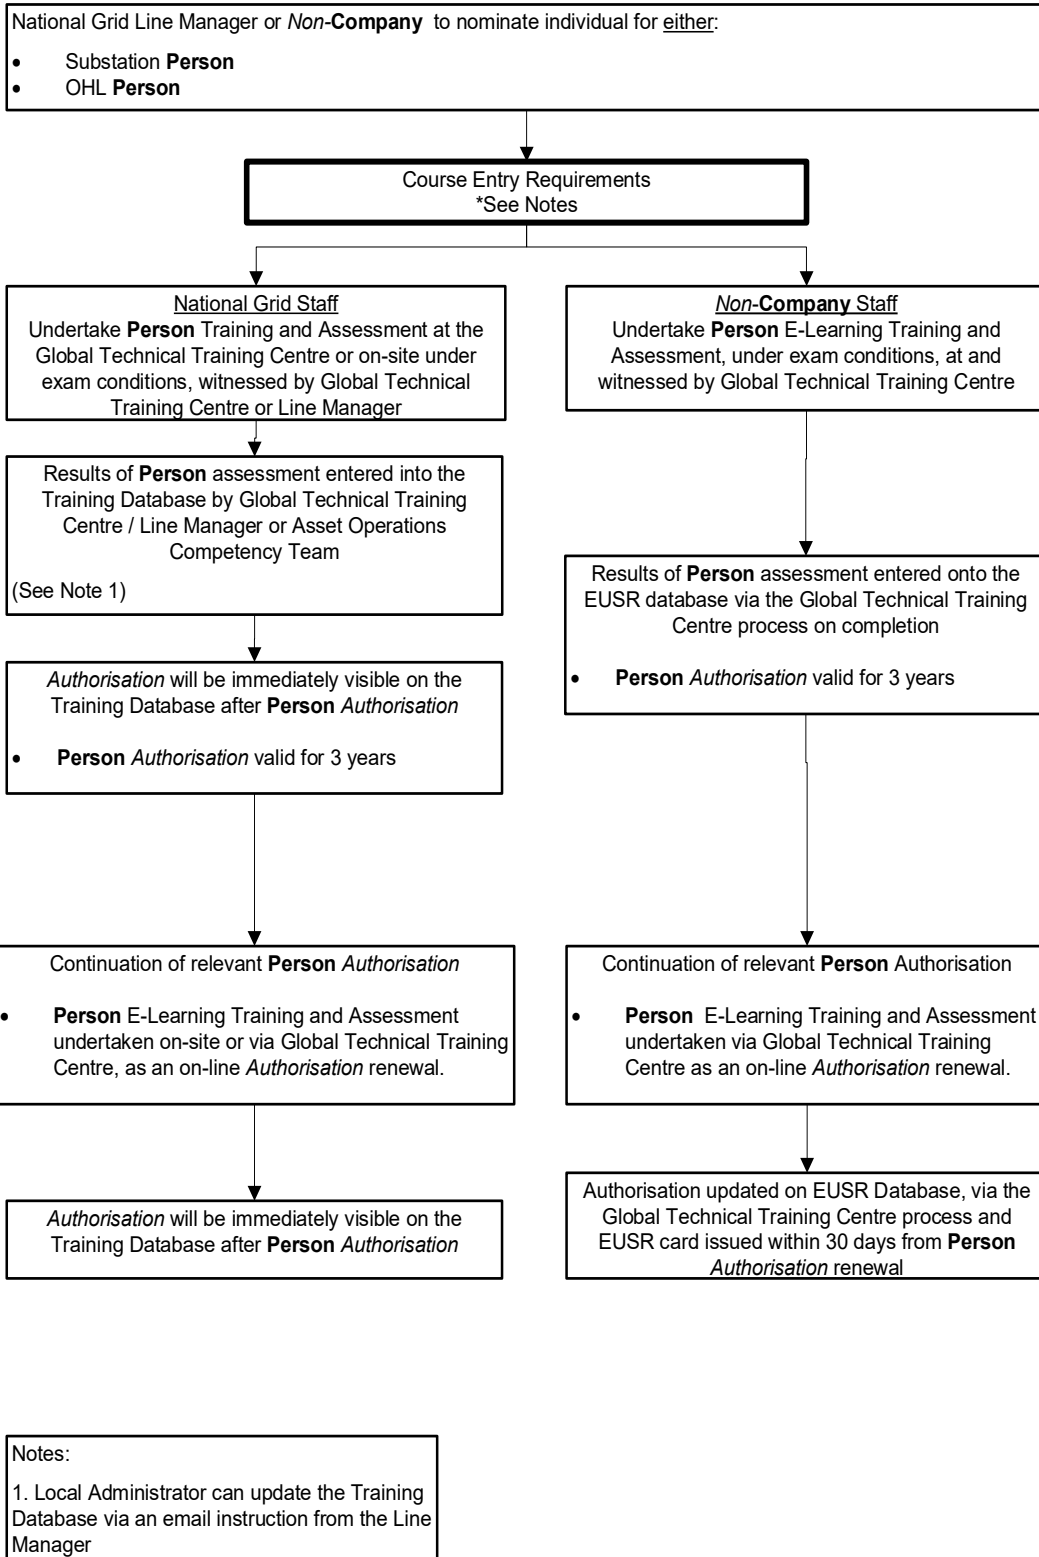 National Grid Line Manager or Non-Company to nominate individual for either:
• Substation Person
• OHL Person
Course Entry Requirements
*See Notes
National Grid Staff
Undertake Person Training and Assessment at the
Global Technical Training Centre or on-site under
exam conditions, witnessed by Global Technical
Training Centre or Line Manager
Non-Company Staff
Undertake Person E-Learning Training and
Assessment, under exam conditions, at and
witnessed by Global Technical Training Centre
Results of Person assessment entered into the
Training Database by Global Technical Training
Centre / Line Manager or Asset Operations
Competency Team
(See Note 1)
Results of Person assessment entered onto the
EUSR database via the Global Technical Training
Centre process on completion
• Person Authorisation valid for 3 years
Authorisation will be immediately visible on the
Training Database after Person Authorisation
• Person Authorisation valid for 3 years
Continuation of relevant Person Authorisation
• Person E-Learning Training and Assessment
undertaken on-site or via Global Technical Training
Centre, as an on-line Authorisation renewal.
Continuation of relevant Person Authorisation
• Person E-Learning Training and Assessment
undertaken via Global Technical Training
Centre as an on-line Authorisation renewal.
Authorisation will be immediately visible on the
Training Database after Person Authorisation
Authorisation updated on EUSR Database, via the
Global Technical Training Centre process and
EUSR card issued within 30 days from Person
Authorisation renewal
Notes:
1. Local Administrator can update the Training
Database via an email instruction from the Line
Manager